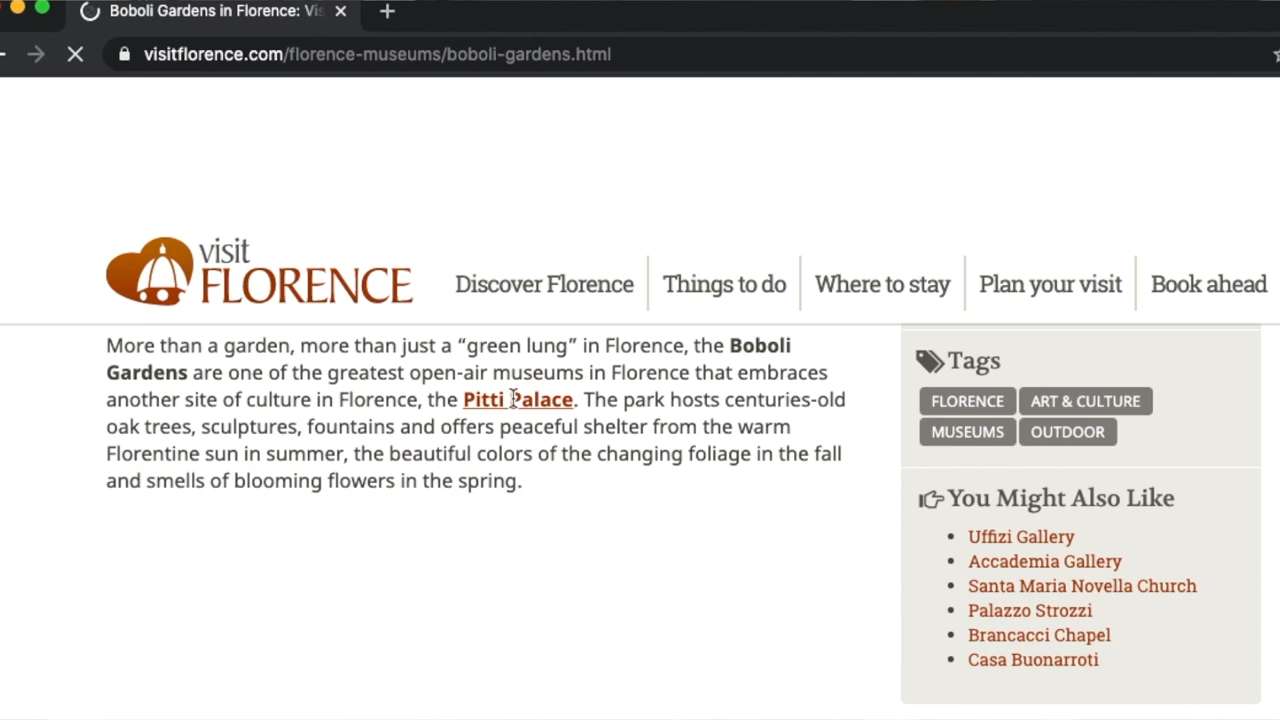 Boboli Gardens in Florence: Vis
visitflorence.com/florence-museums/boboli-gardens.html
visit
FLORENCE
Discover Florence
Things to do
Where to stay
Plan your visit
Book ahead
More than a garden, more than just a “green lung” in Florence, the Boboli
Gardens are one of the greatest open-air museums in Florence that embraces
another site of culture in Florence, the Pitti Palace. The park hosts centuries-old
oak trees, sculptures, fountains and offers peaceful shelter from the warm
Florentine sun in summer, the beautiful colors of the changing foliage in the fall
and smells of blooming flowers in the spring.
Tags
FLORENCE
ART & CULTURE
MUSEUMS
OUTDOOR
You Might Also Like
Uffizi Gallery
Accademia Gallery
Santa Maria Novella Church
Palazzo Strozzi
Brancacci Chapel
Casa Buonarroti